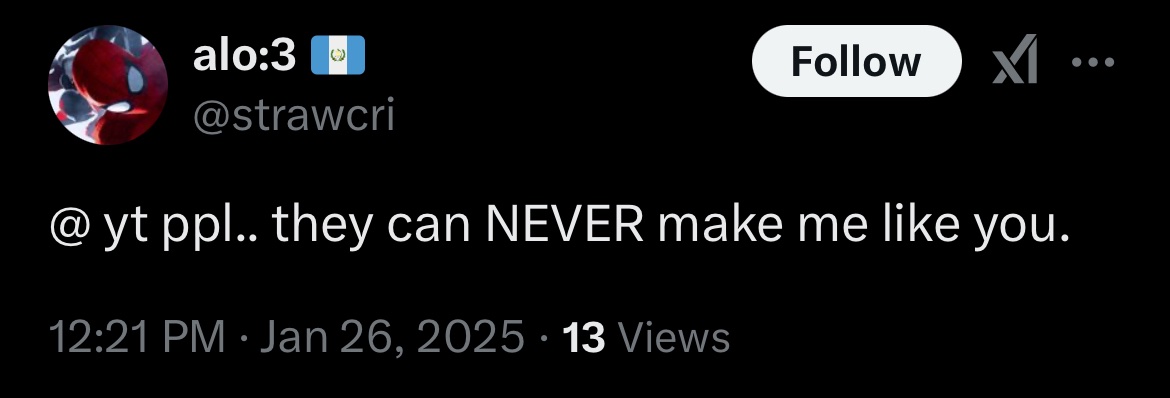 alo:3 🇬🇹
Follow
@strawcri
@ yt ppl.. they can NEVER make me like you.
12:21 PM · Jan 26, 2025 · 13 Views